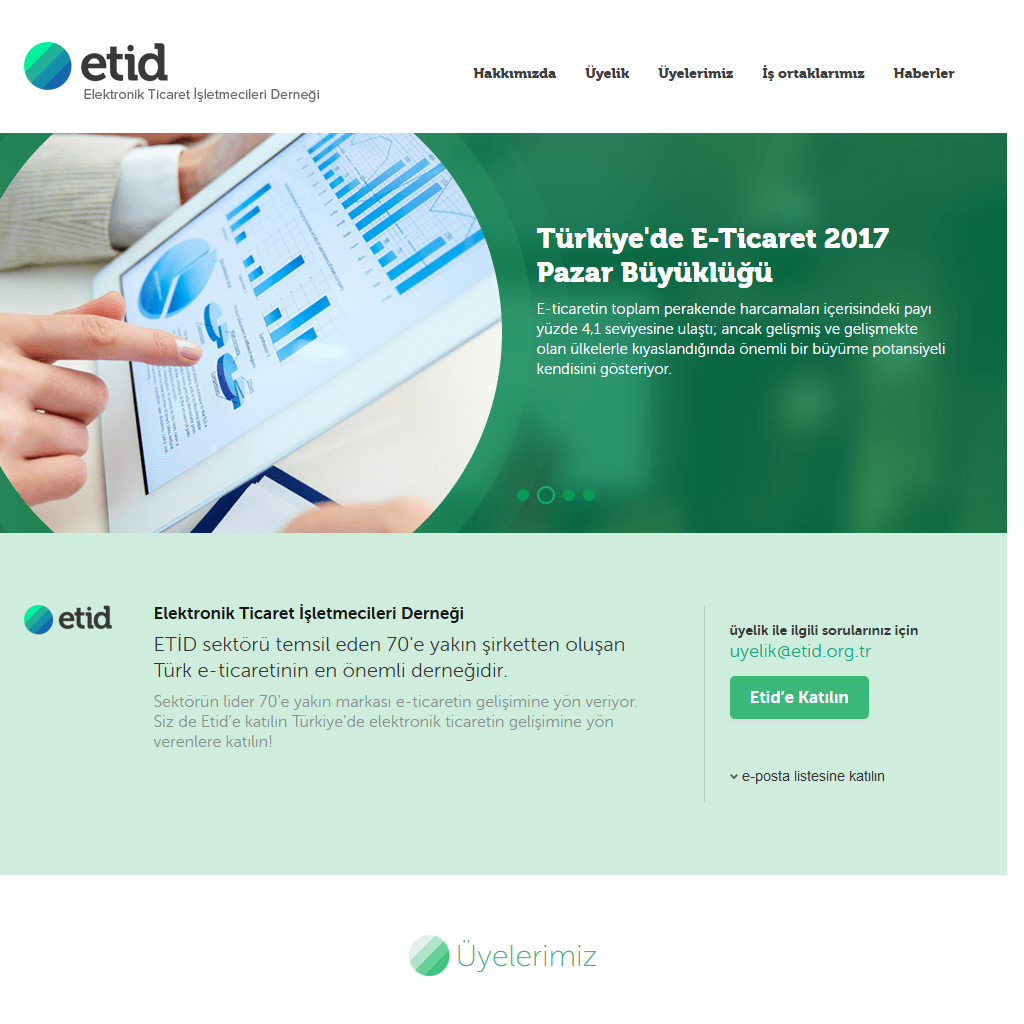 etid
Elektronik Ticaret İşletmecileri Derneği
Hakkımızda Üyelik Üyelerimiz İş ortaklarımız Haberler
Türkiye'de E-Ticaret 2017
Pazar Büyüklüğü
E-ticaretin toplam perakende harcamaları içerisindeki payı
yüzde 4,1 seviyesine ulaştı; ancak gelişmiş ve gelişmekte
olan ülkelerle kıyaslandığında önemli bir büyüme potansiyeli
kendisini gösteriyor.
etid
Elektronik Ticaret İşletmecileri Derneği
ETİD sektörü temsil eden 70'e yakın şirketten oluşan
Türk e-ticaretinin en önemli derneğidir.
Sektörün lider 70'e yakın markası e-ticaretin gelişimine yön veriyor.
Siz de Etid’e katılın Türkiye’de elektronik ticaretin gelişimine yön
verenlere katılın!
üyelik ile ilgili sorularınız için
uyelik@etid.org.tr
Etid’e Katılın
e-posta listesine katılın
Üyelerimiz